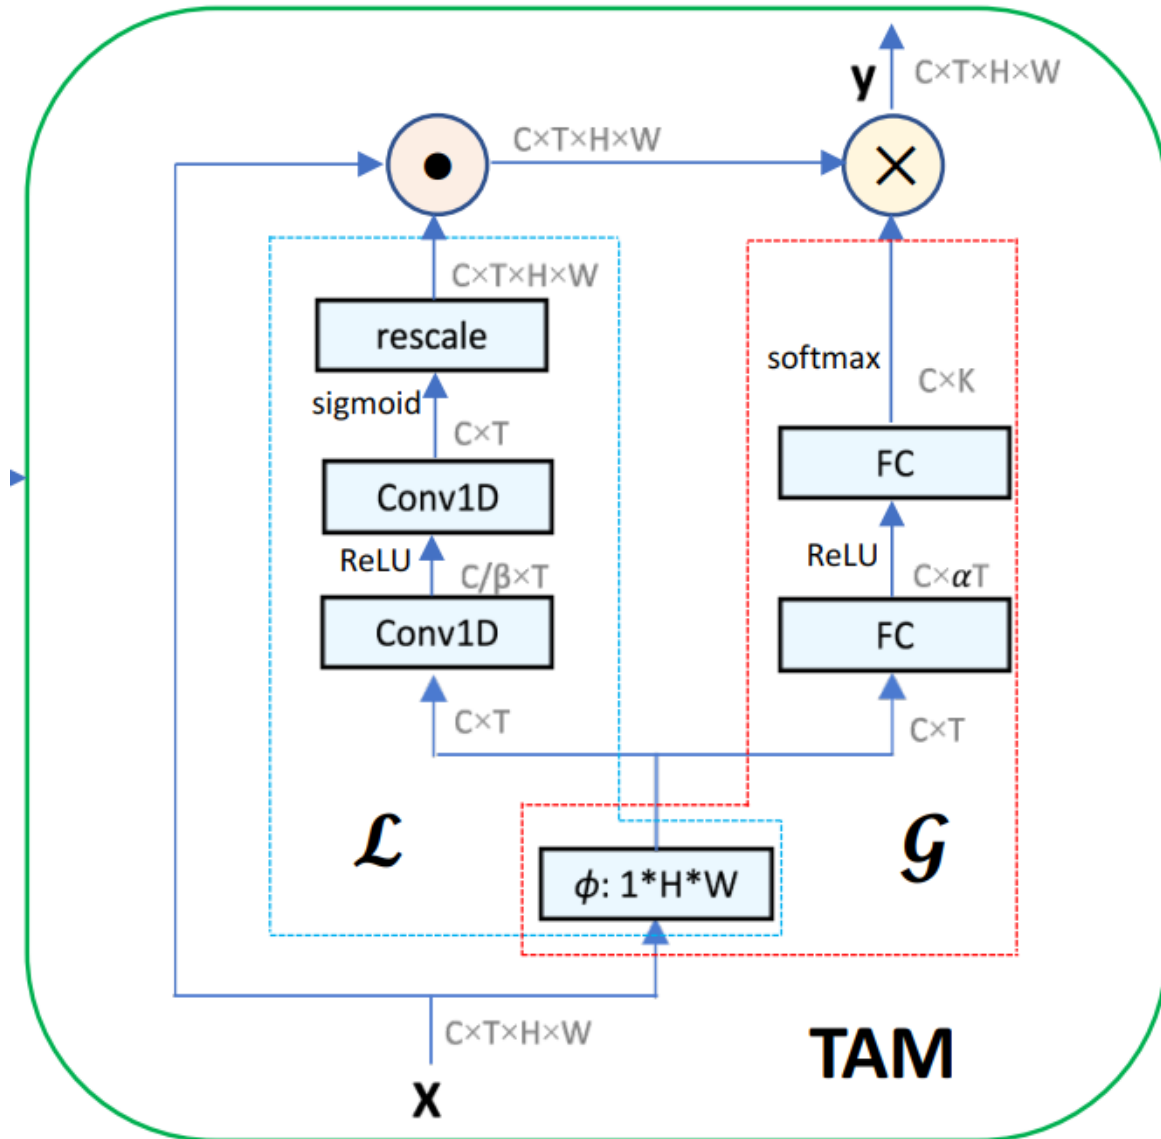 y
C×T×H×W
C×T×H×W
C×T×H×W
rescale
softmax
C×K
sigmoid
C×T
Conv1D
FC
ReLU
C/β×T
ReLU
C×αT
Conv1D
FC
C×T
C×T
ℒ
𝒢
ϕ: 1*H*W
C×T×H×W
TAM
X